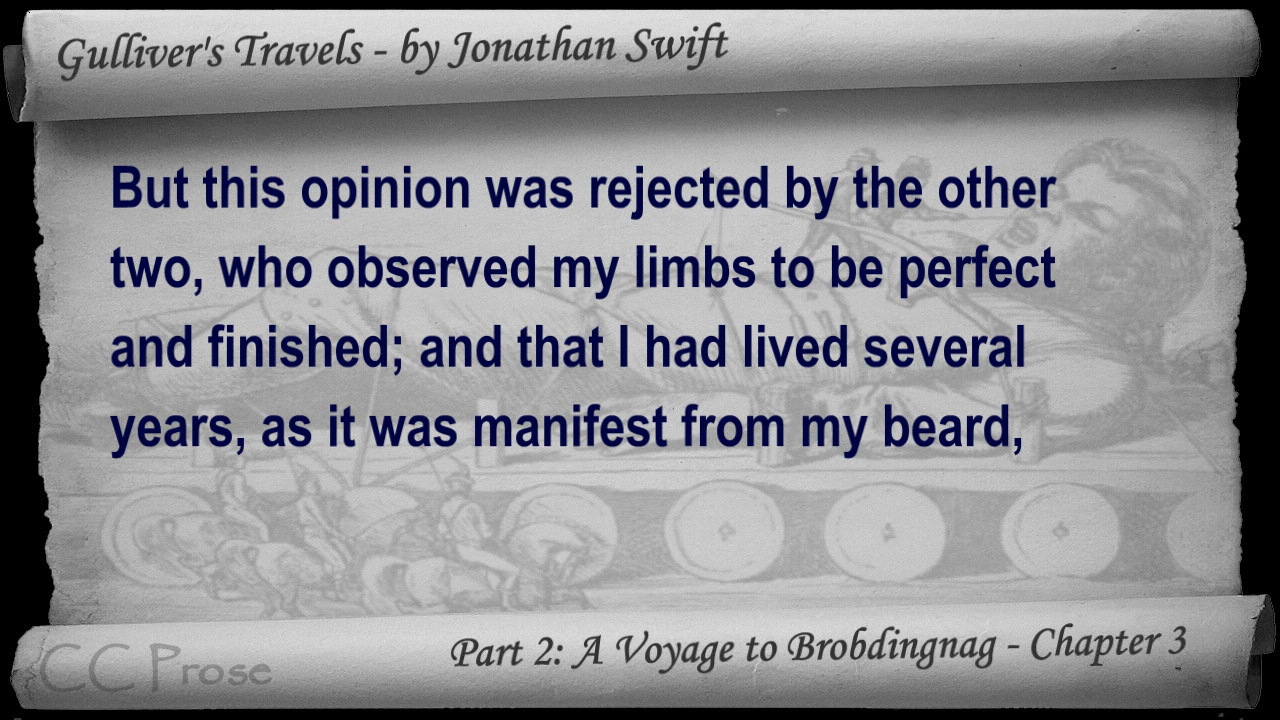 Gulliver's Travels - by Jonathan Swift
But this opinion was rejected by the other
two, who observed my limbs to be perfect
and finished; and that I had lived several
years, as it was manifest from my beard,
Part 2: A Voyage to Brobdingnag - Chapter 3
CC Prose